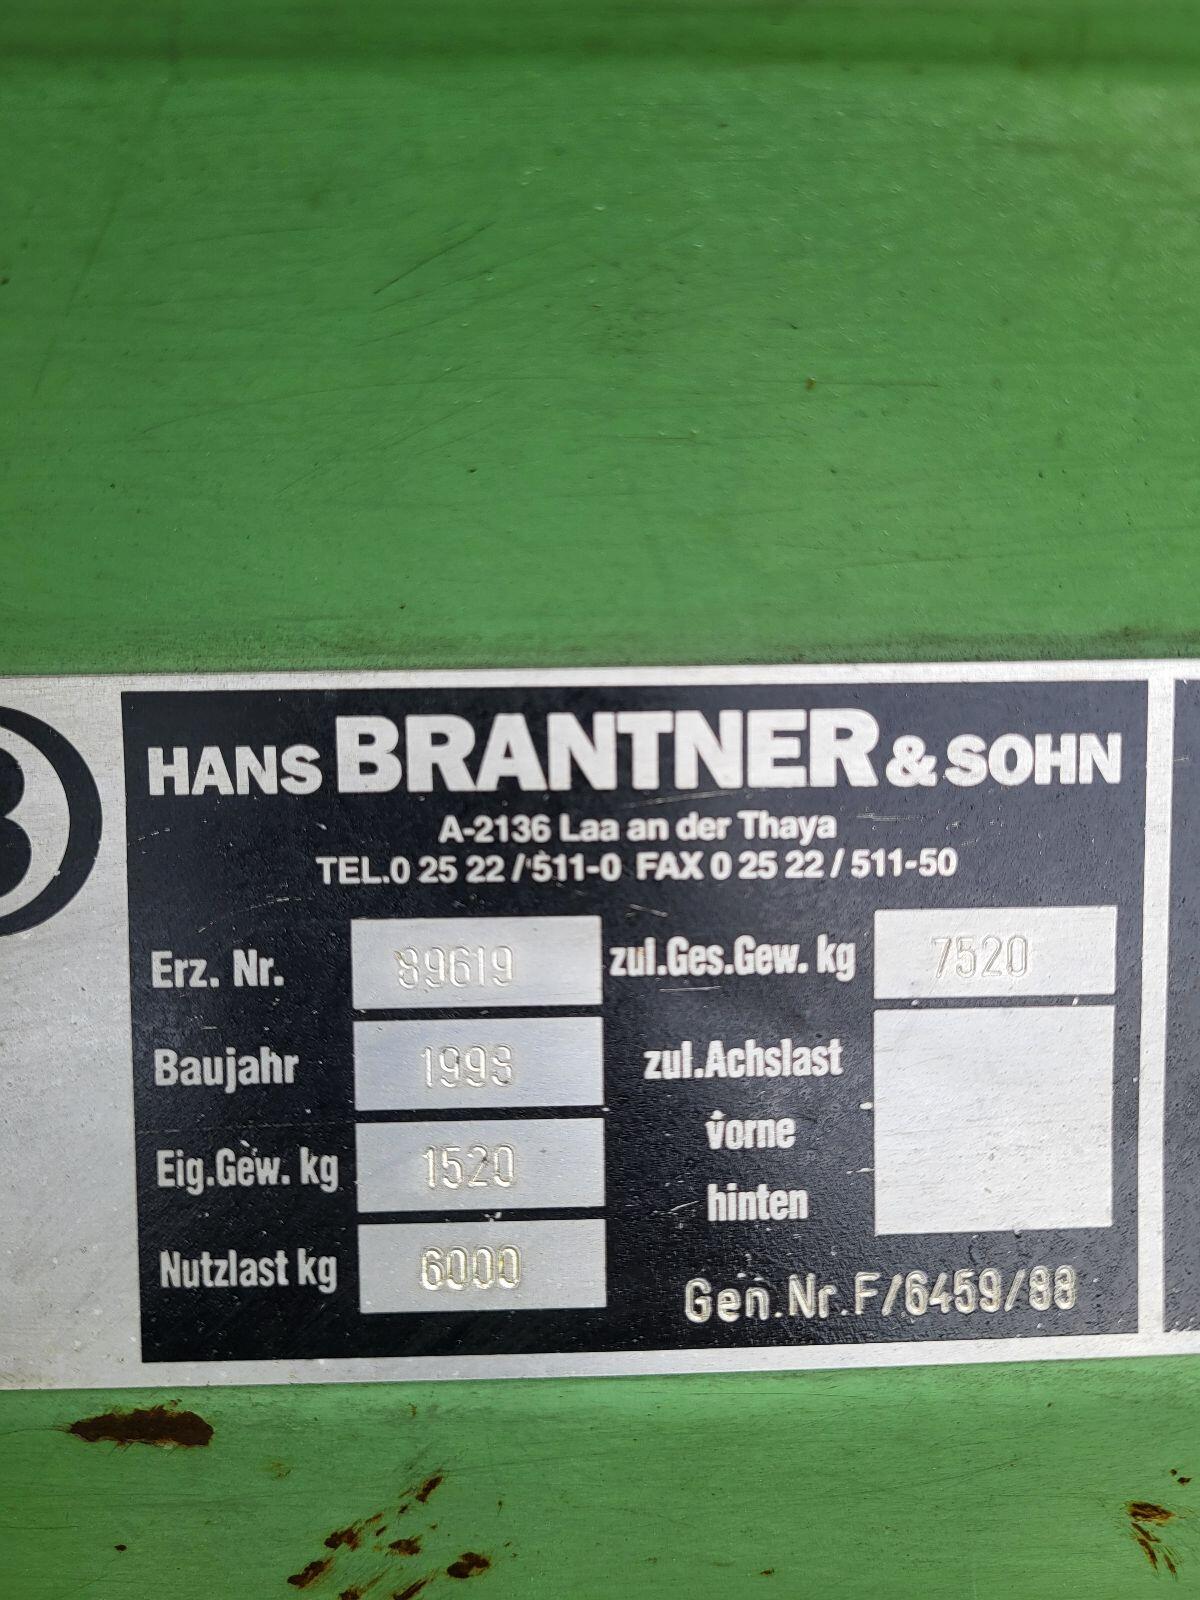 HANS BRANTNER & SOHN
A-2136 Laa an der Thaya
TEL.0 25 22 / 511-0 FAX 0 25 22 / 511-50
Erz. Nr. 89619 zul.Ges.Gew. kg 7520
Baujahr zul.Achslast
vorne
Eig.Gew. kg 1520
hinten
Nutzlast kg 6000
Gen.Nr.F/6459/88